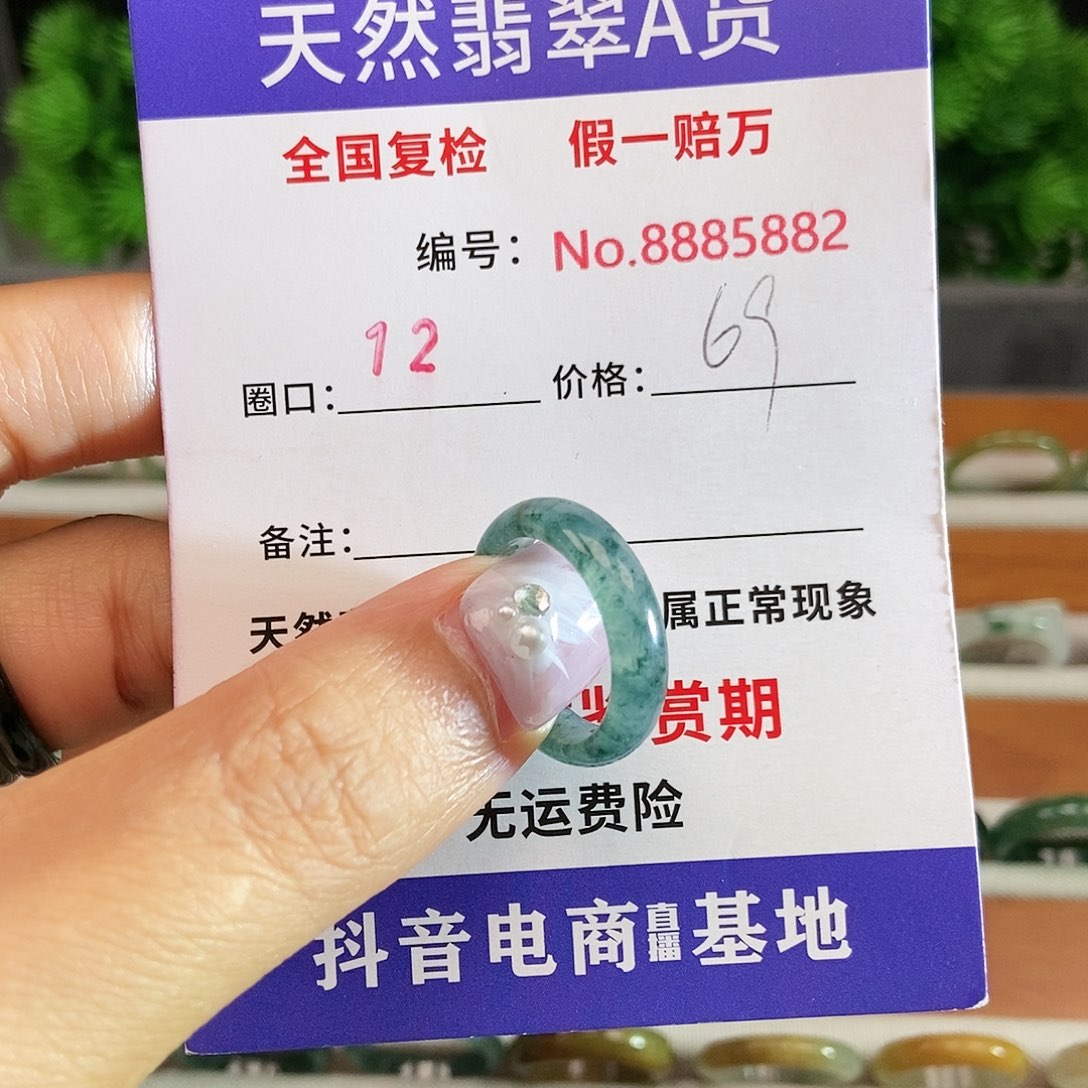 天然翡翠A货
全国复检 假一赔万
编号：No.8885882
圈口：12 价格：69
备注：
天然 属正常现象
赏期
无运费险
抖音电商直播基地